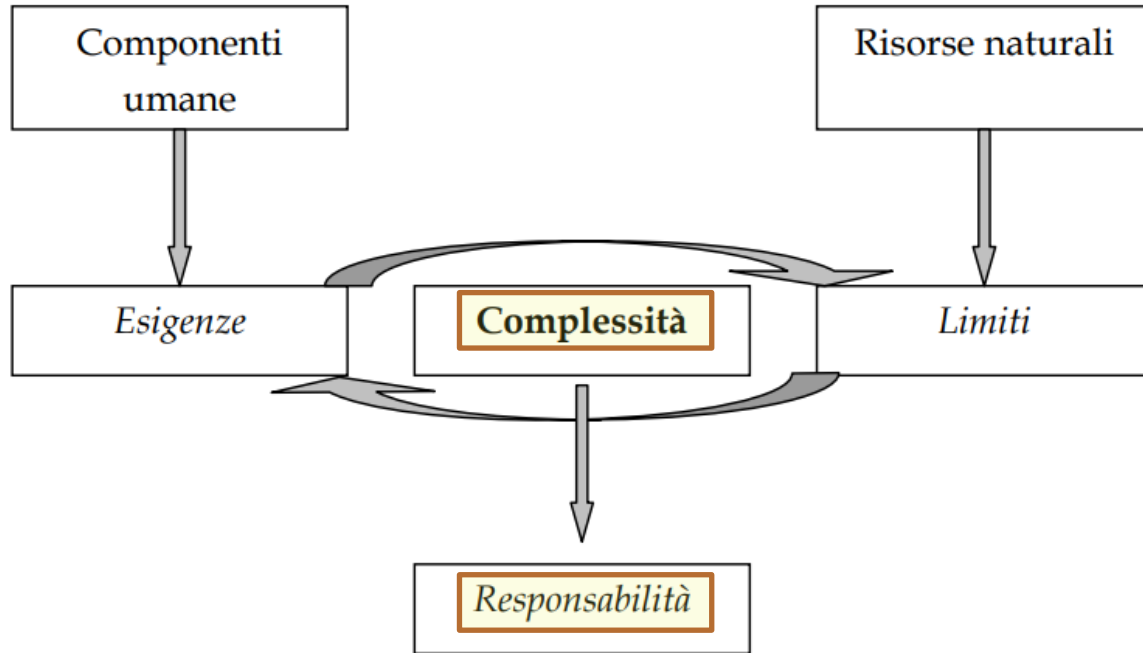 Componenti
umane
Risorse naturali
Esigenze
Complessità
Limiti
Responsabilità